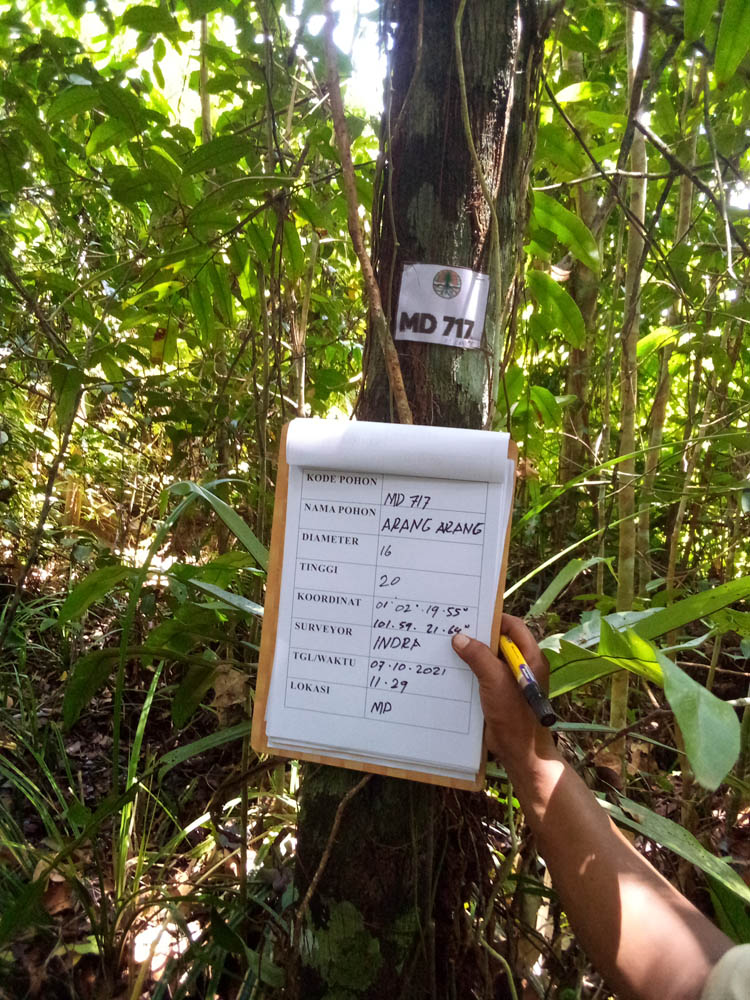 MD 717
KODE POHON MD 717
NAMA POHON ARANG ARANG
DIAMETER 16
TINGGI 20
KOORDINAT 01°02'.19.55"
101.59.21.64"
SURVEYOR INDRA
TGL/WAKTU 09.10.2021
11.29
LOKASI MD